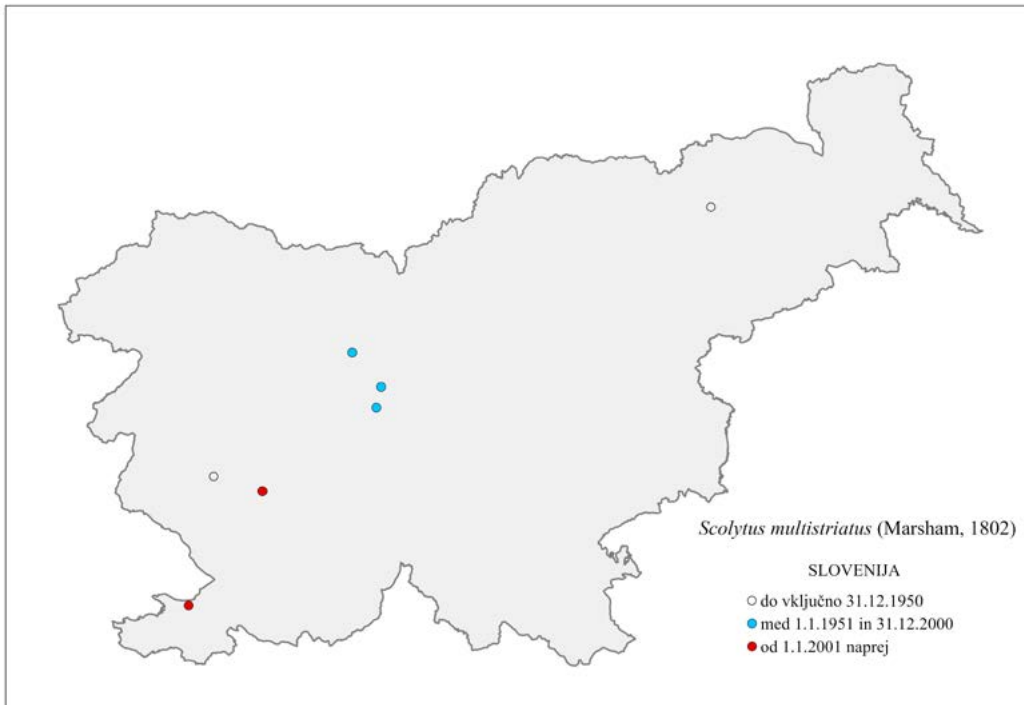 Scolytus multistriatus (Marsham, 1802)
SLOVENIJA
do vključno 31.12.1950
med 1.1.1951 in 31.12.2000
od 1.1.2001 naprej